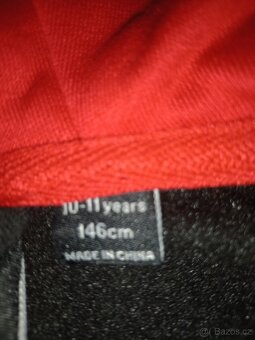 10-11 years
146cm
MADE IN CHINA
Bazos.cz